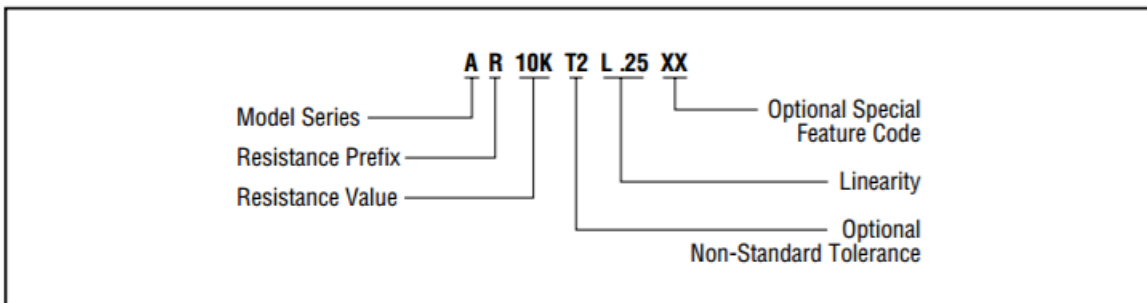 A R 10K T2 L .25 XX
Model Series
Resistance Prefix
Resistance Value
Optional Special
Feature Code
Linearity
Optional
Non-Standard Tolerance